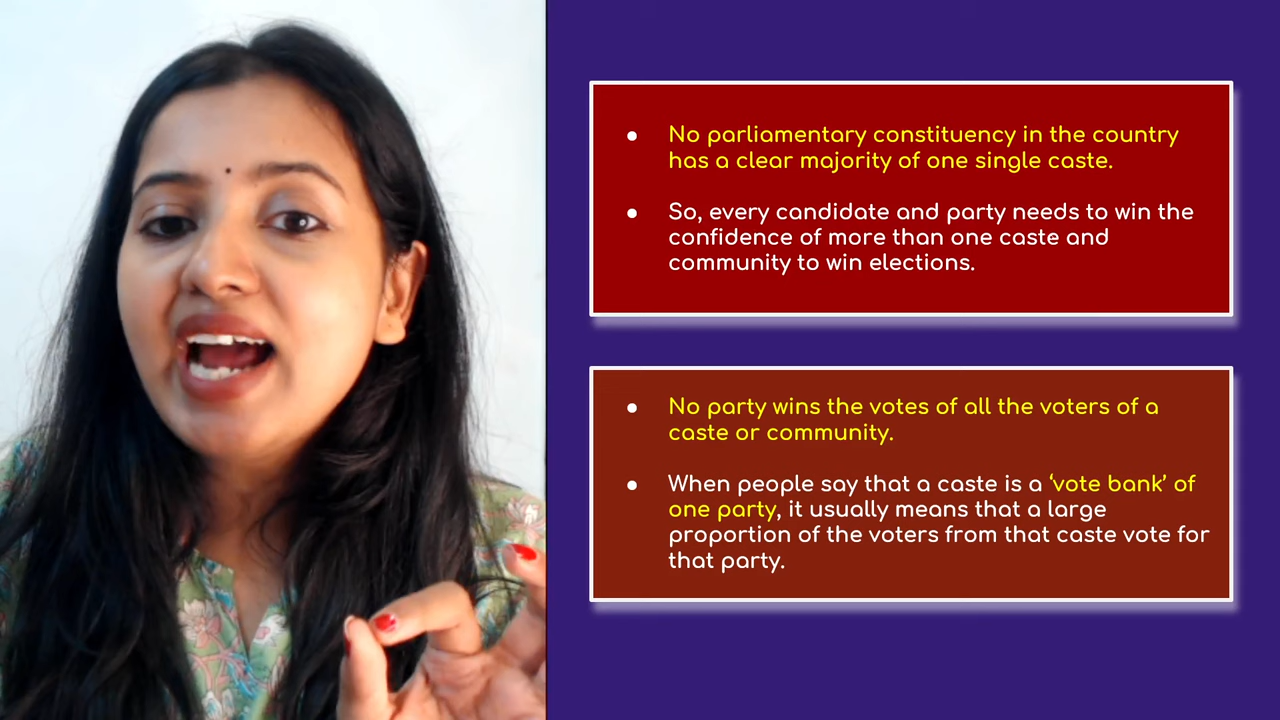 ● No parliamentary constituency in the country
has a clear majority of one single caste.
● So, every candidate and party needs to win the
confidence of more than one caste and
community to win elections.
● No party wins the votes of all the voters of a
caste or community.
● When people say that a caste is a ‘vote bank’ of
one party, it usually means that a large
proportion of the voters from that caste vote for
that party.